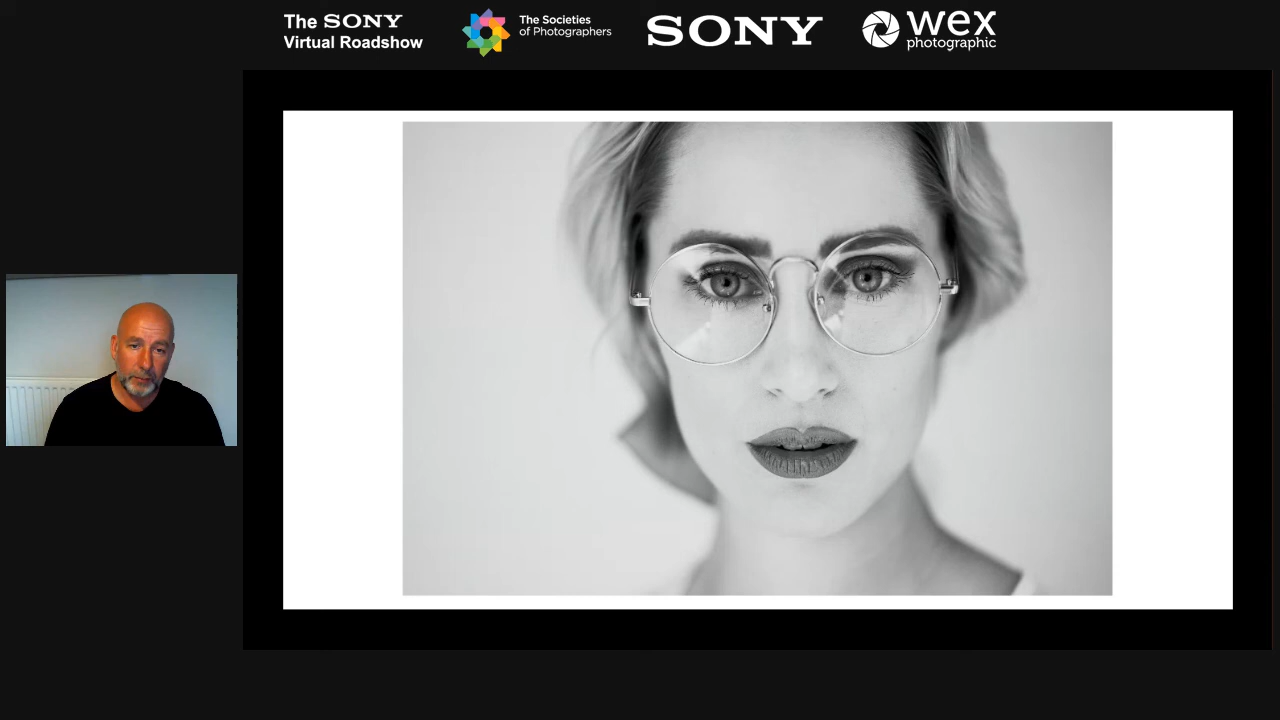 The SONY
Virtual Roadshow
The Societies
of Photographers
SONY
wex
photographic